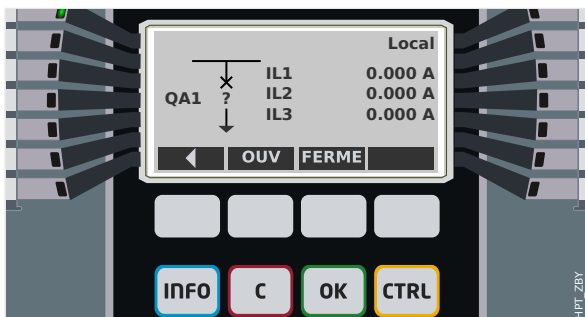 Local
IL1 0.000 A
QA1 ? IL2 0.000 A
IL3 0.000 A
OUV FERME
INFO C OK CTRL
HPT_ZBY